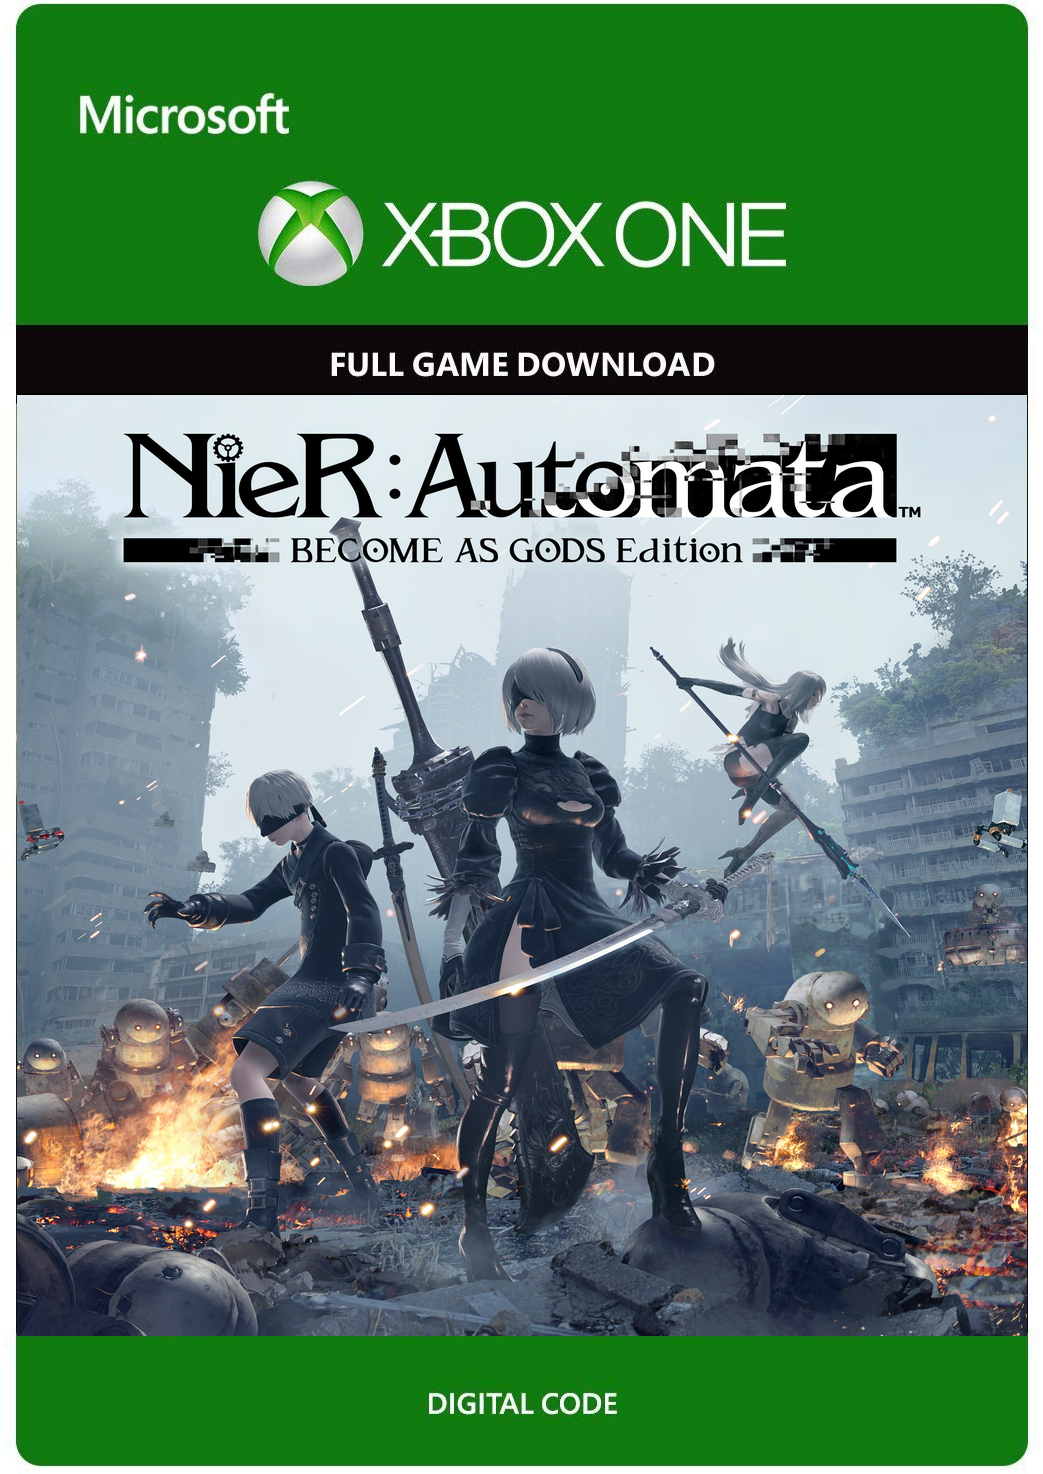 Microsoft
XBOX ONE
FULL GAME DOWNLOAD
NieR:Automata™
BECOME AS GODS Edition
DIGITAL CODE